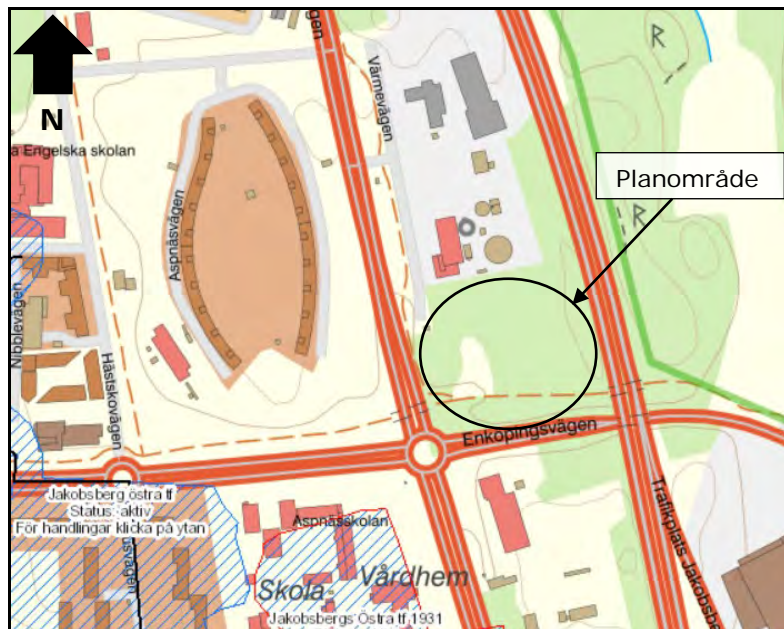 N
Engelska skolan
Värmevägen
R
Planområde
R
Aspnäsvägen
Nibblevägen
Hästskovägen
Enköpingsvägen
Jakobsberg östra tf
Status: aktiv
För handlingar klicka på ytan
Aspnässkolan
Trafikplats Jakobsbe
Skola
Vårdhem
Jakobsbergs Östra tf 1931